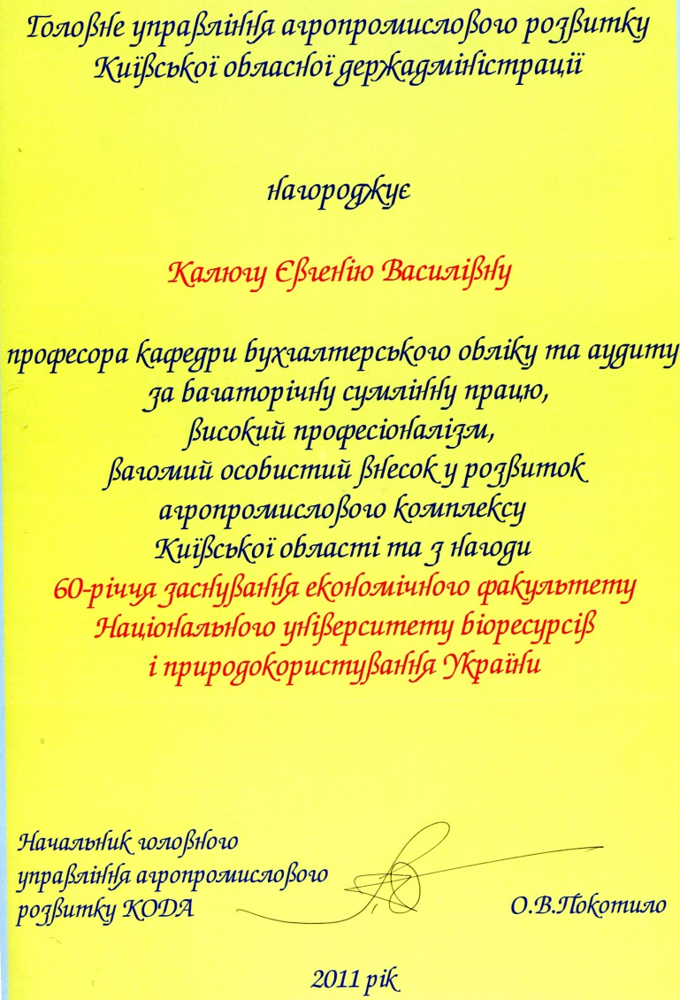 Головне управління агропромислового розвитку
Київської обласної держадміністрації
нагороджує
Калюгу Євгенію Василівну
професора кафедри бухгалтерського обліку та аудиту
за багаторічну сумлінну працю,
високий професіоналізм,
вагомий особистий внесок у розвиток
агропромислового комплексу
Київської області та з нагоди
60-річчя заснування економічного факультету
Національного університету біоресурсів
і природокористування України
Начальник головного
управління агропромислового
розвитку КОДА
О.В.Покотило
2011 рік